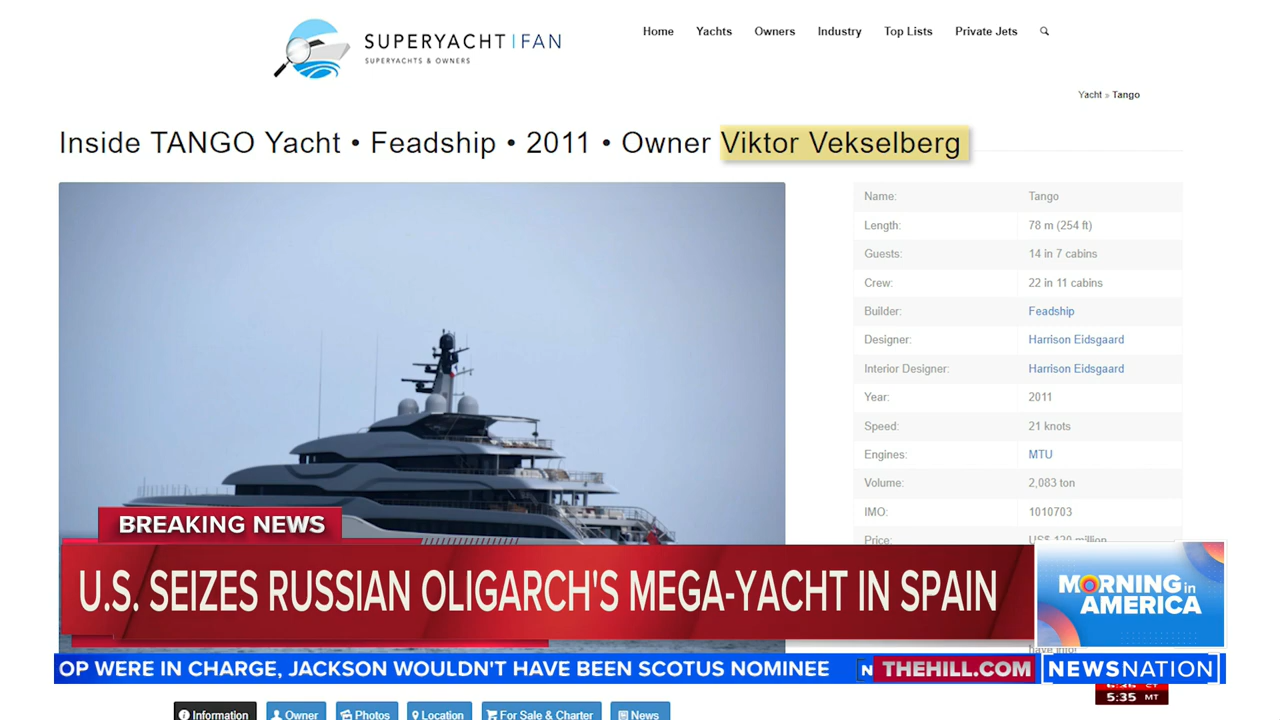 SUPERYACHT|FAN
SUPERYACHTS & OWNERS
Home Yachts Owners Industry Top Lists Private Jets
Yacht » Tango
Inside TANGO Yacht • Feadship • 2011 • Owner Viktor Vekselberg
Name: Tango
Length: 78 m (254 ft)
Guests: 14 in 7 cabins
Crew: 22 in 11 cabins
Builder: Feadship
Designer: Harrison Eidsgaard
Interior Designer: Harrison Eidsgaard
Year: 2011
Speed: 21 knots
Engines: MTU
Volume: 2,083 ton
IMO: 1010703
Price: US$ 120 million
BREAKING NEWS
U.S. SEIZES RUSSIAN OLIGARCH'S MEGA-YACHT IN SPAIN
MORNING in
AMERICA
OP WERE IN CHARGE, JACKSON WOULDN'T HAVE BEEN SCOTUS NOMINEE
THEHILL.COM
NEWSNATION
5:35 MT
Information Owner Photos Location For Sale & Charter News